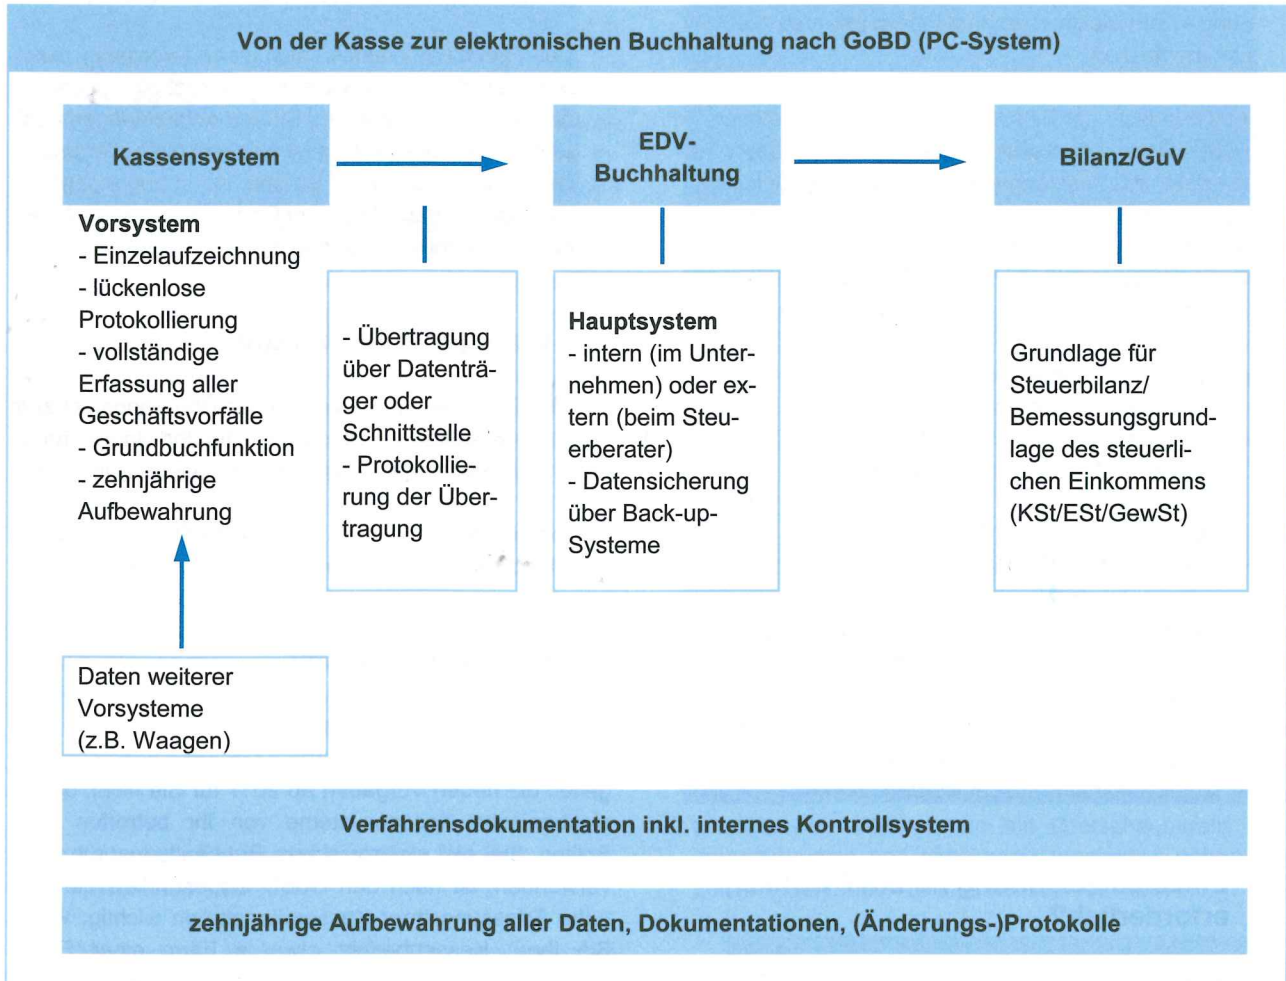 Von der Kasse zur elektronischen Buchhaltung nach GoBD (PC-System)
Kassensystem
EDV-
Buchhaltung
Bilanz/GuV
Vorsystem
- Einzelaufzeichnung
- lückenlose
Protokollierung
- vollständige
Erfassung aller
Geschäftsvorfälle
- Grundbuchfunktion
- zehnjährige
Aufbewahrung
- Übertragung
über Datenträ-
ger oder
Schnittstelle
- Protokollie-
rung der Über-
tragung
Hauptsystem
- intern (im Unter-
nehmen) oder ex-
tern (beim Steu-
erberater)
- Datensicherung
über Back-up-
Systeme
Grundlage für
Steuerbilanz/
Bemessungsgrund-
lage des steuerli-
chen Einkommens
(KSt/ESt/GewSt)
Daten weiterer
Vorsysteme
(z.B. Waagen)
Verfahrensdokumentation inkl. internes Kontrollsystem
zehnjährige Aufbewahrung aller Daten, Dokumentationen, (Änderungs-)Protokolle